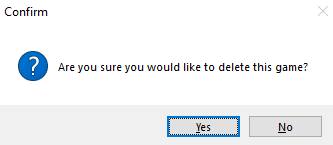 Confirm
Are you sure you would like to delete this game?
Yes
No